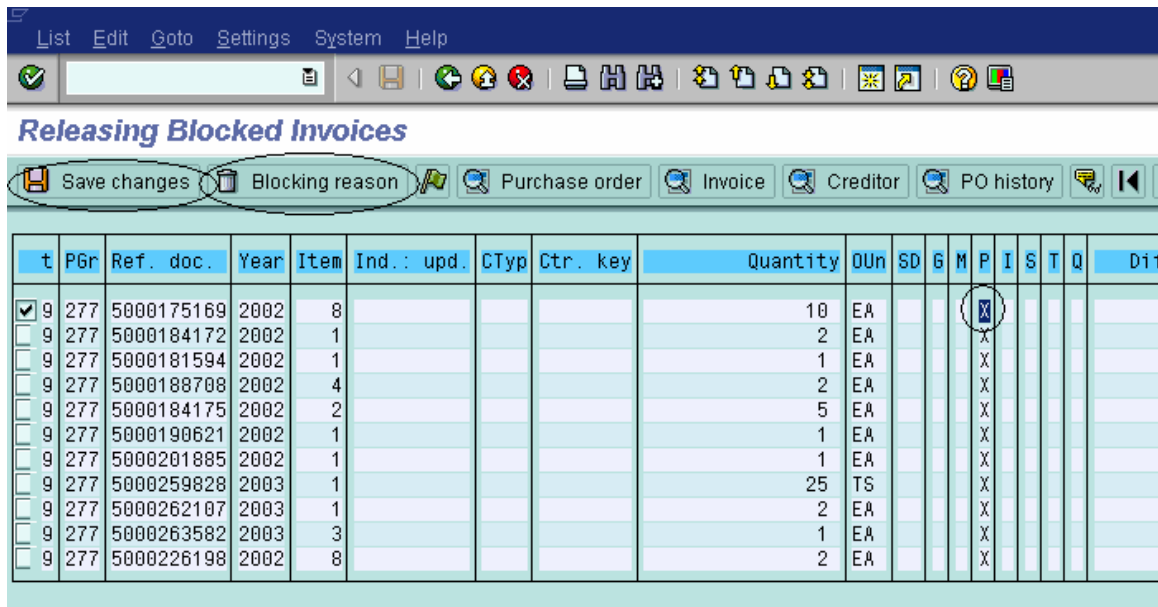 List Edit Goto Settings System Help
Releasing Blocked Invoices
Save changes Blocking reason Purchase order Invoice Creditor PO history
t PGr Ref. doc. Year Item Ind.: upd. CTyp Ctr. key Quantity OUn SD G M P I S T Q Dif
9 277 5000175169 2002 8 10 EA X
9 277 5000184172 2002 1 2 EA X
9 277 5000181594 2002 1 1 EA X
9 277 5000188708 2002 4 2 EA X
9 277 5000184175 2002 2 5 EA X
9 277 5000190621 2002 1 1 EA X
9 277 5000201885 2002 1 1 EA X
9 277 5000259828 2003 1 25 TS X
9 277 5000262107 2003 1 2 EA X
9 277 5000263582 2003 3 1 EA X
9 277 5000226198 2002 8 2 EA X